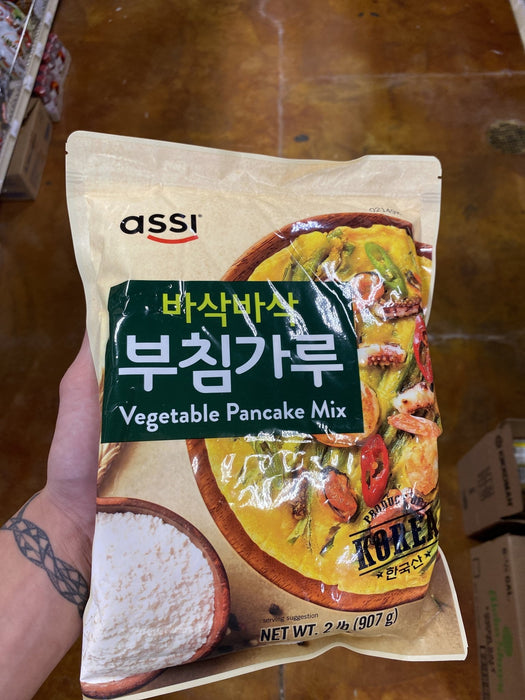 assi
바삭바삭
부침가루
Vegetable Pancake Mix
PRODUCT OF
KOREA
한국산
serving suggestion
NET WT. 2 lb (907 g)